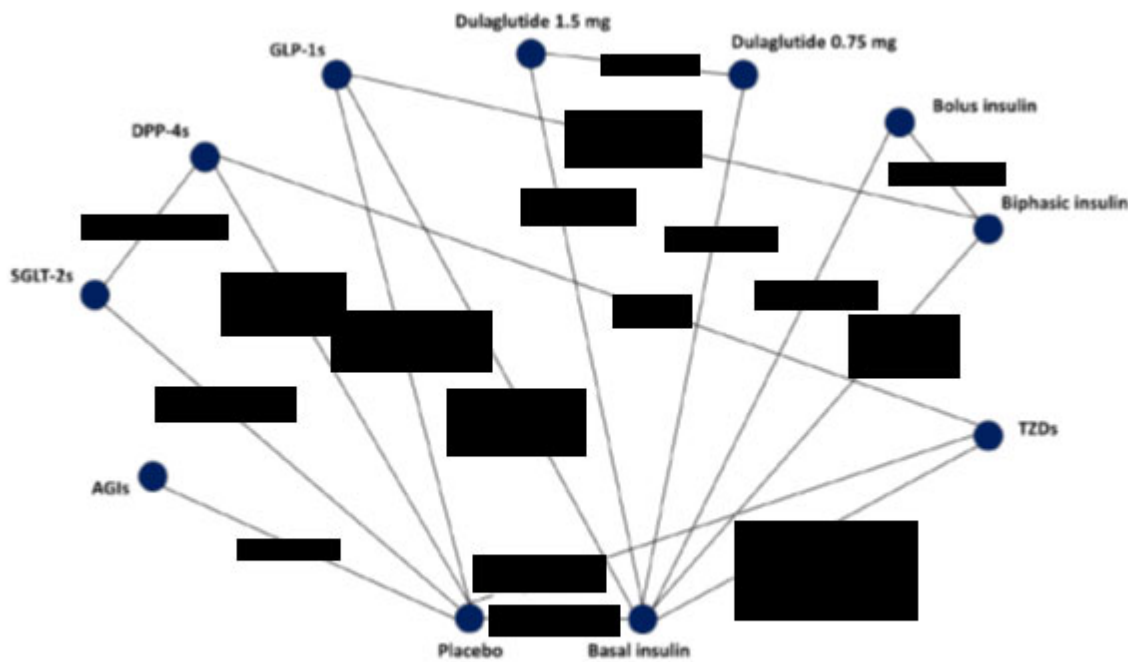 Dulaglutide 1.5 mg
Dulaglutide 0.75 mg
GLP-1s
Bolus insulin
DPP-4s
Biphasic insulin
SGLT-2s
TZDs
AGIs
Placebo
Basal insulin